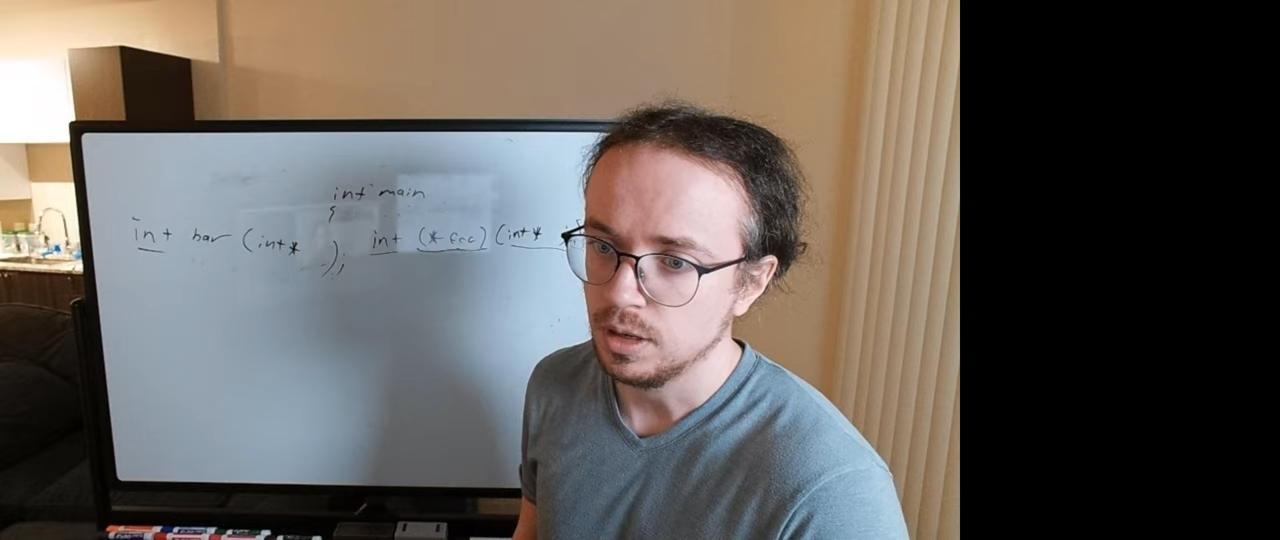 int main
{
int bar (int* ); int (*foo) (int*